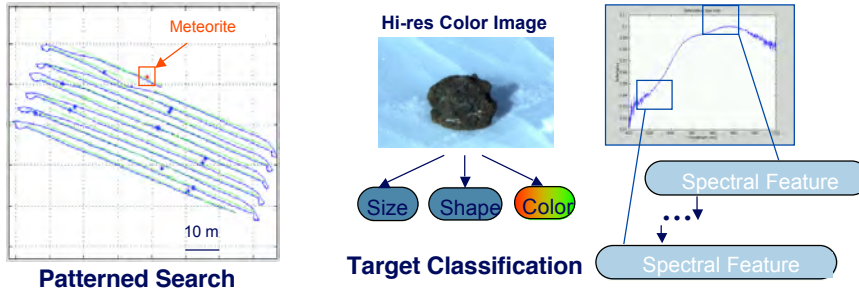 Meteorite
10 m
Patterned Search
Hi-res Color Image
Size
Shape
Color
Target Classification
Spectral Feature
Spectral Feature